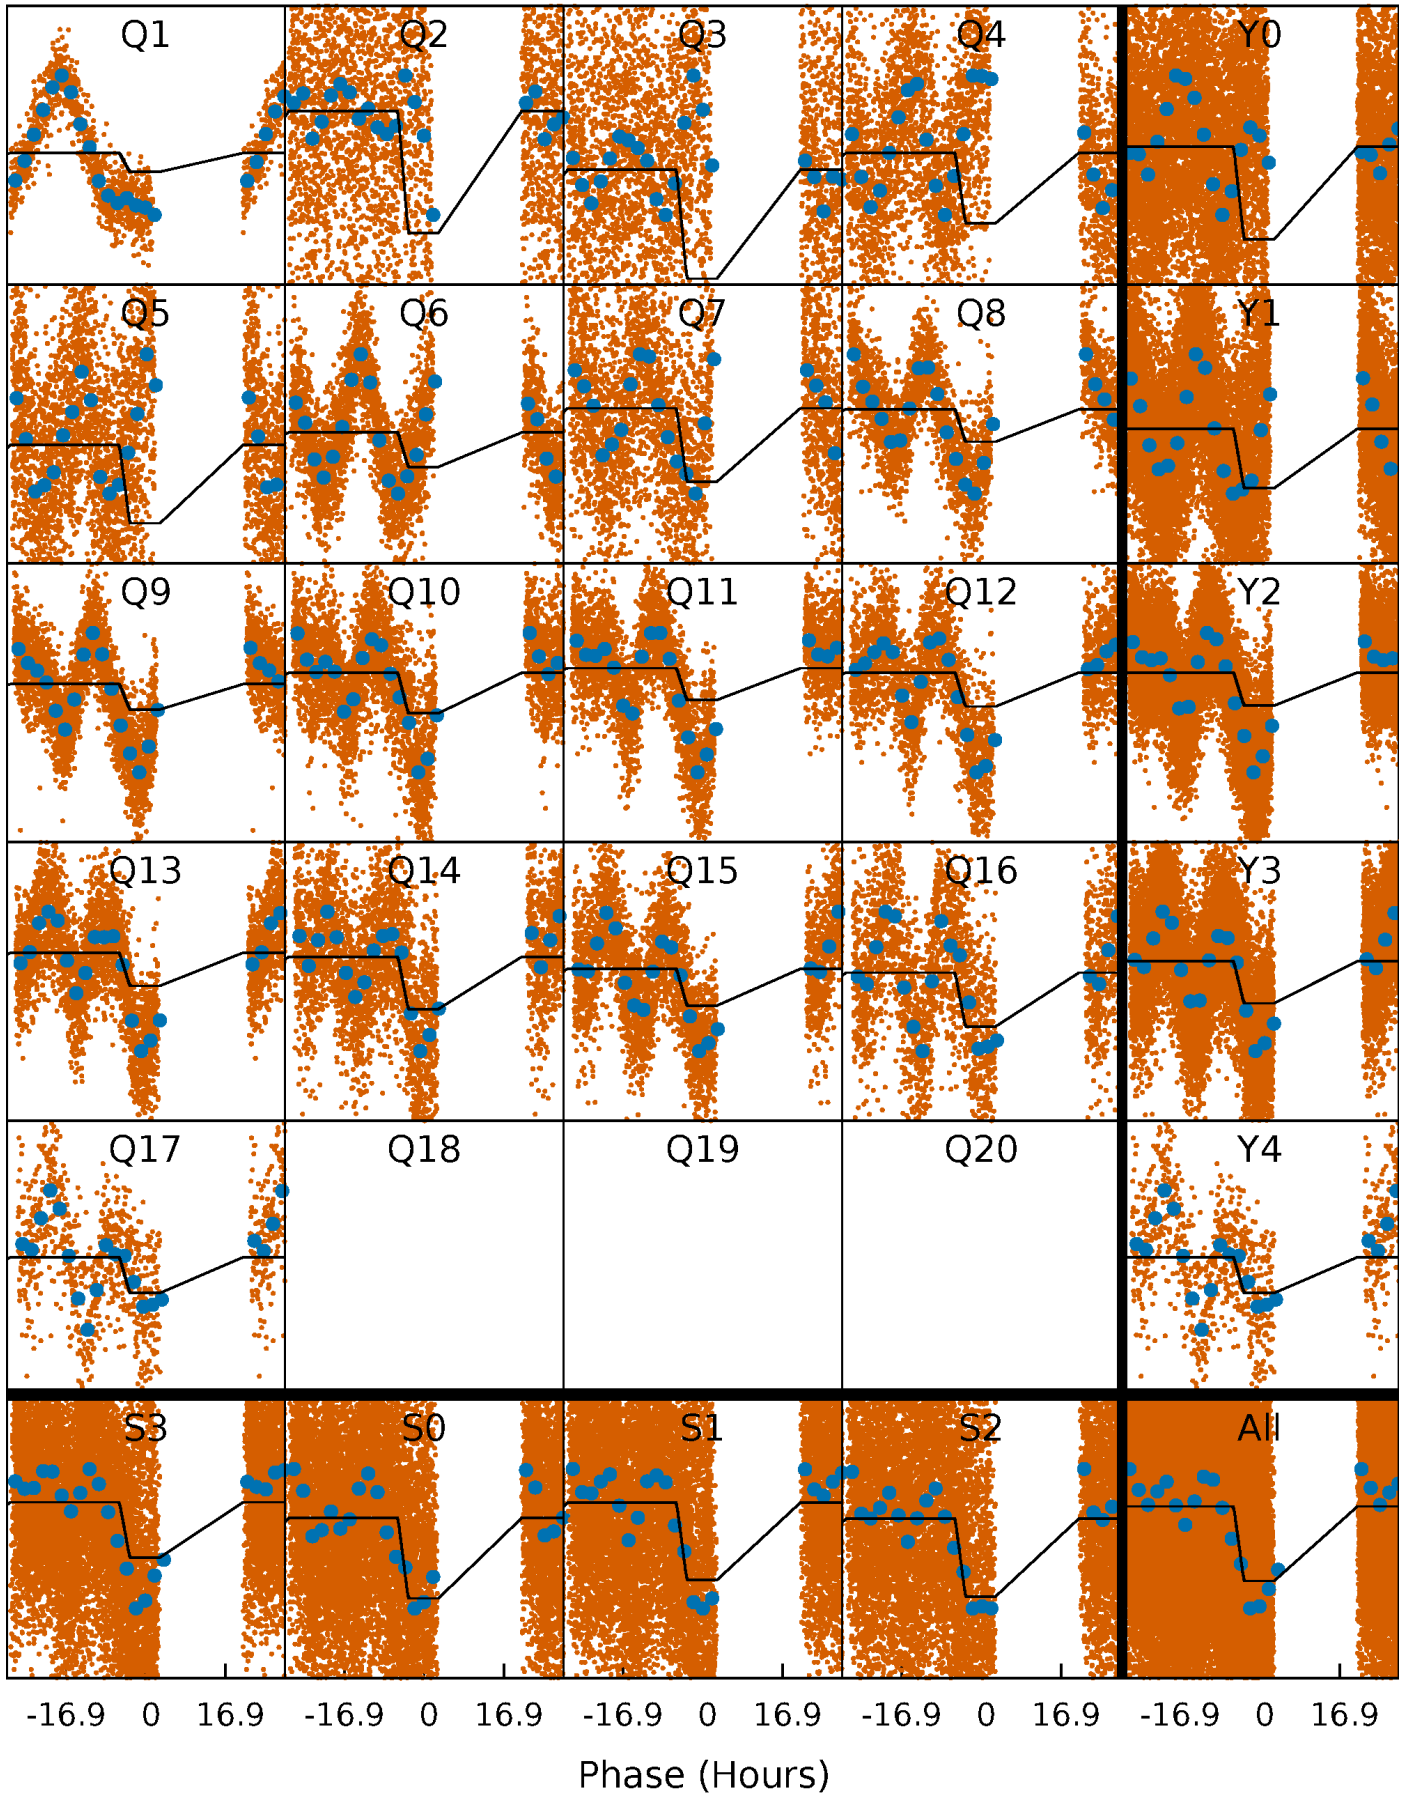 Q1 Q2 Q3 Q4 Y0
Q5 Q6 Q7 Q8 Y1
Q9 Q10 Q11 Q12 Y2
Q13 Q14 Q15 Q16 Y3
Q17 Q18 Q19 Q20 Y4
S3 S0 S1 S2 All
-16.9 0 16.9 -16.9 0 16.9 -16.9 0 16.9 -16.9 0 16.9 -16.9 0 16.9
Phase (Hours)